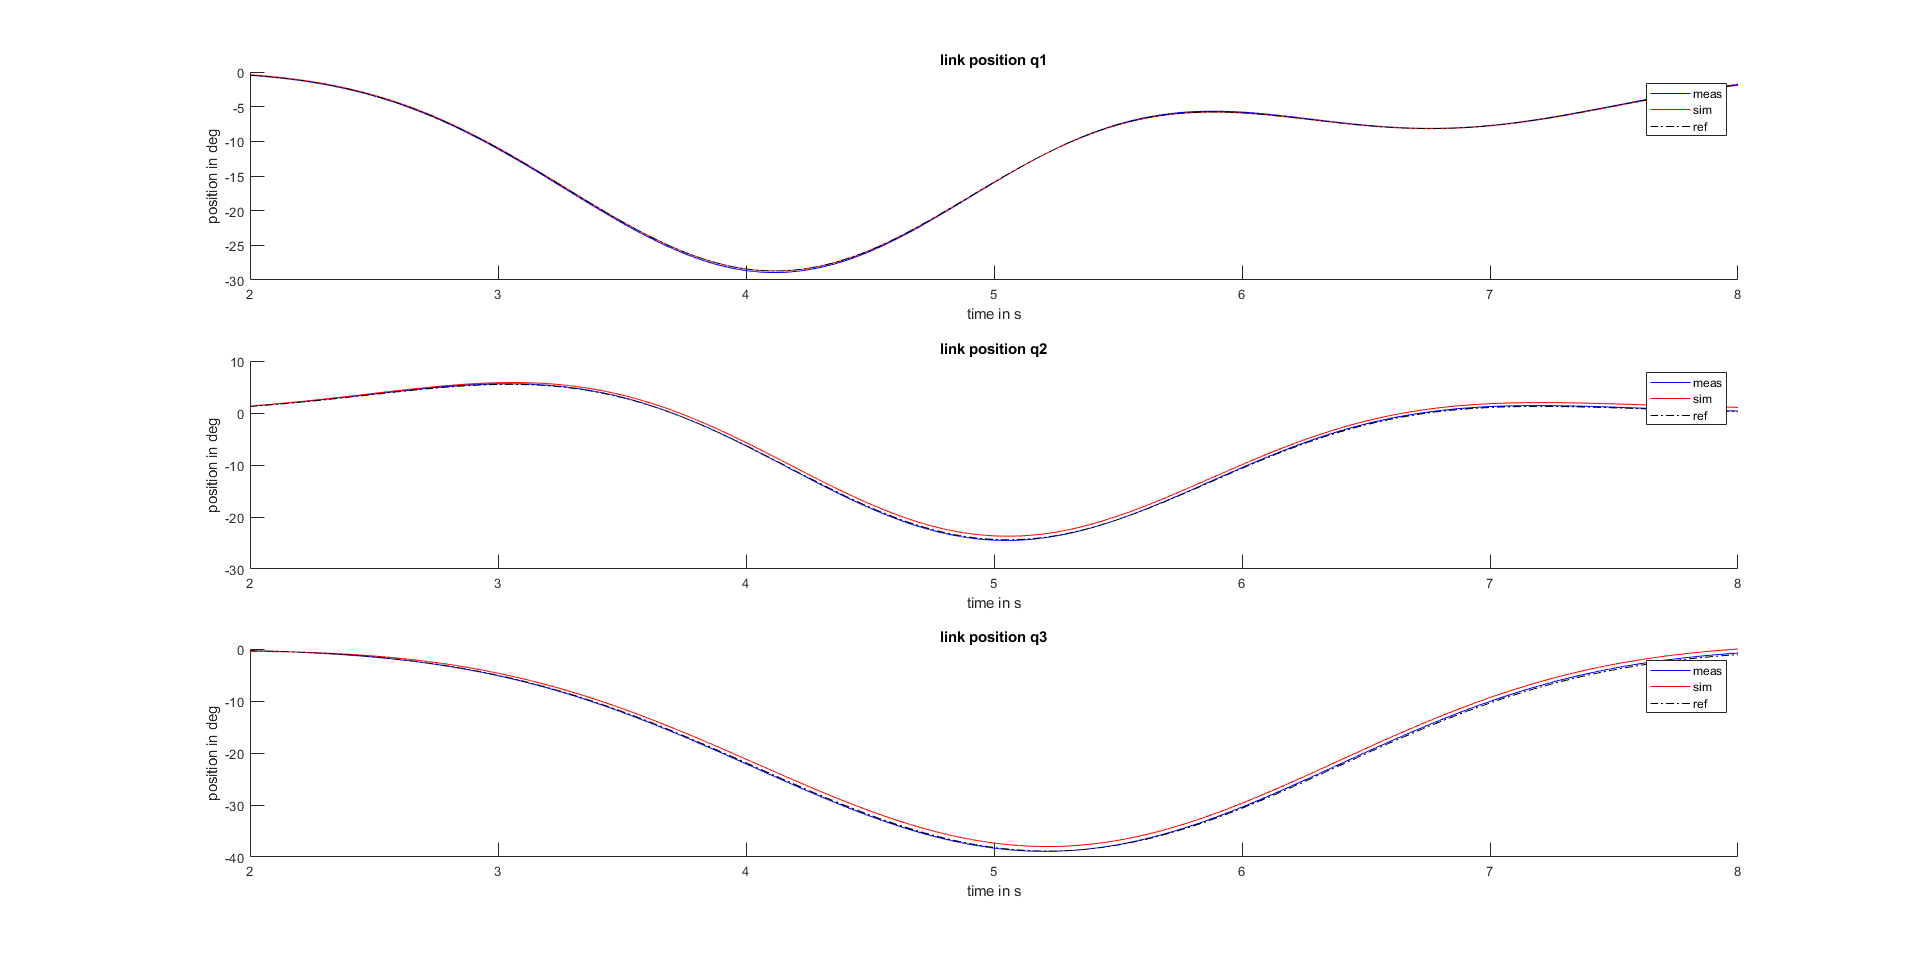 link position q1
position in deg
0
-5
-10
-15
-20
-25
-30
2 3 4 5 6 7 8
time in s
meas
sim
ref
link position q2
position in deg
10
0
-10
-20
-30
2 3 4 5 6 7 8
time in s
meas
sim
ref
link position q3
position in deg
0
-10
-20
-30
-40
2 3 4 5 6 7 8
time in s
meas
sim
ref